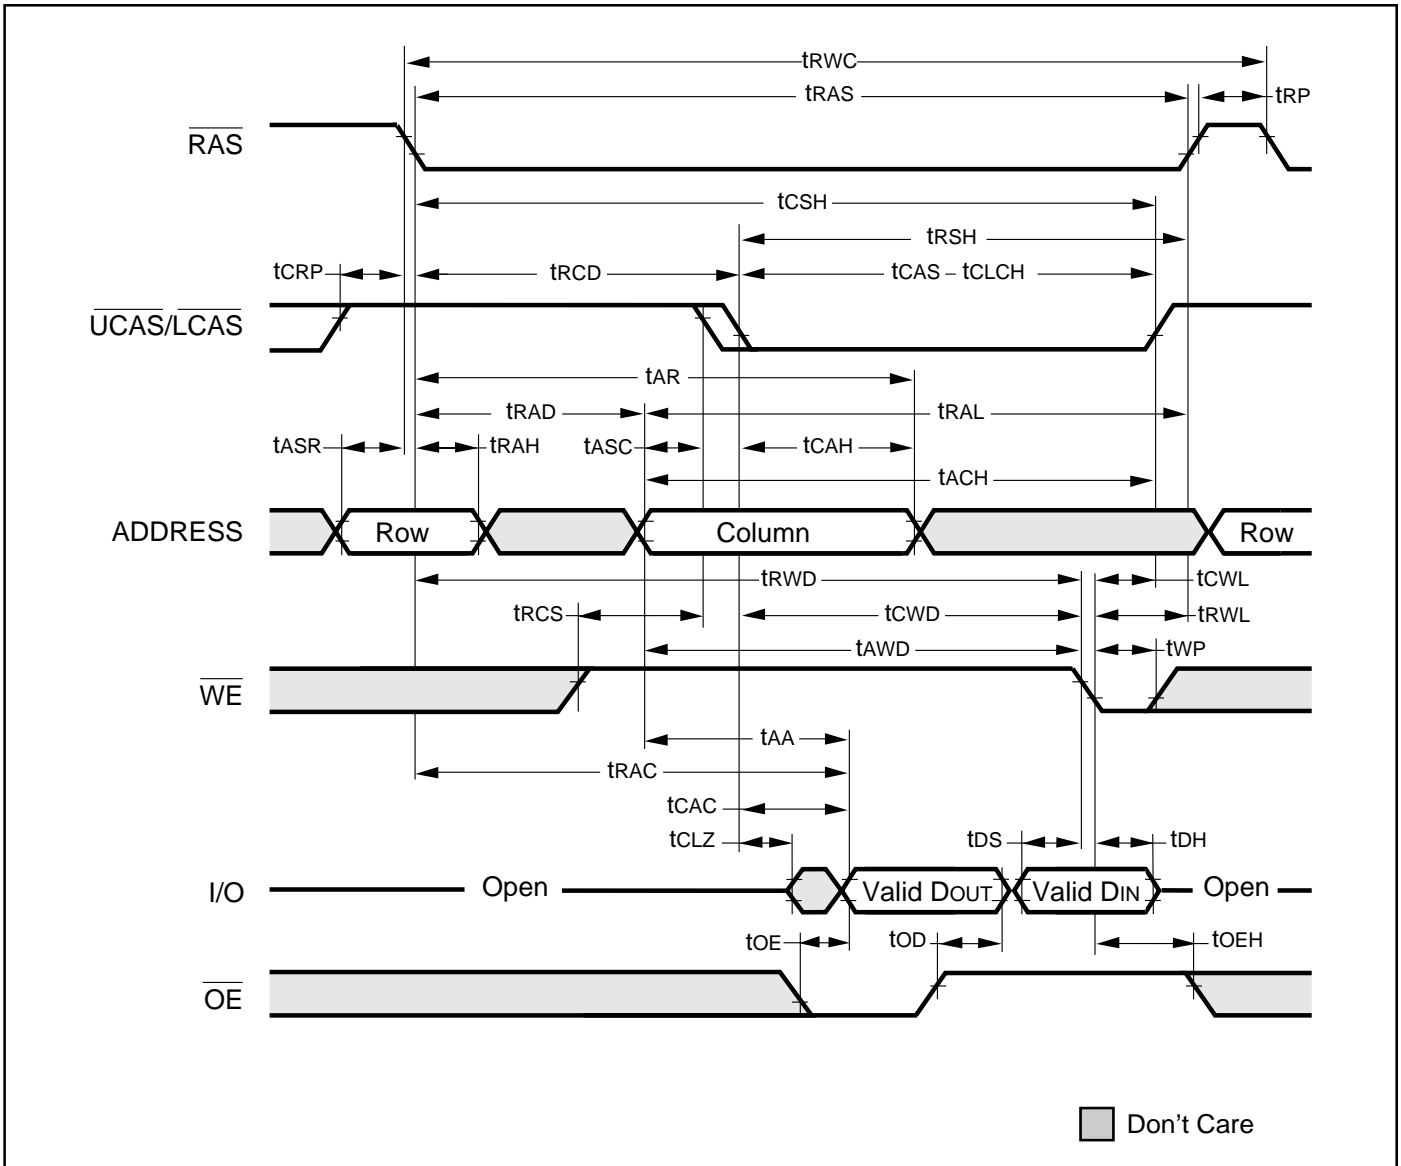 tRWC
tRAS
tRP
RAS
tCSH
tRSH
tCRP
tRCD
tCAS – tCLCH
UCAS/LCAS
tAR
tRAD
tRAL
tASR
tRAH
tASC
tCAH
tACH
ADDRESS
Row
Column
Row
tRWD
tCWL
tRCS
tCWD
tRWL
tAWD
tWP
WE
tAA
tRAC
tCAC
tCLZ
tDS
tDH
I/O
Open
Valid DOUT
Valid DIN
Open
tOE
tOD
tOEH
OE
Don't Care